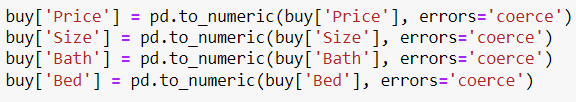 buy['Price'] = pd.to_numeric(buy['Price'], errors='coerce')
buy['Size'] = pd.to_numeric(buy['Size'], errors='coerce')
buy['Bath'] = pd.to_numeric(buy['Bath'], errors='coerce')
buy['Bed'] = pd.to_numeric(buy['Bed'], errors='coerce')